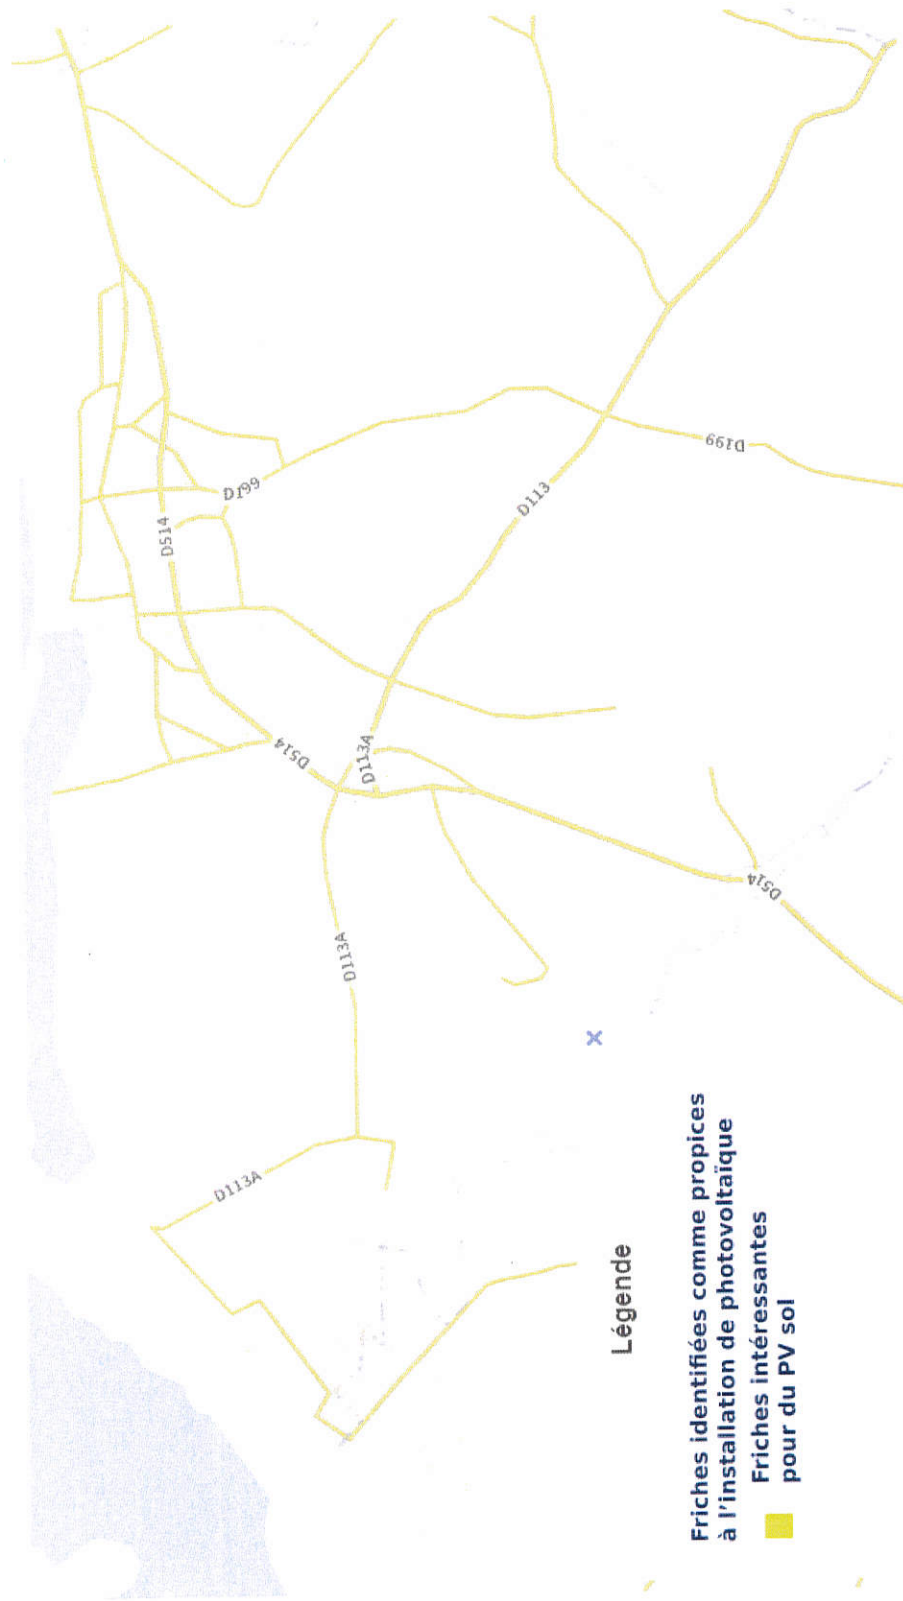 D514
D199
D113
D199
D514
D113A
D113A
D514
D113A
Légende
Friches identifiées comme propices
à l'installation de photovoltaïque
Friches intéressantes
pour du PV sol